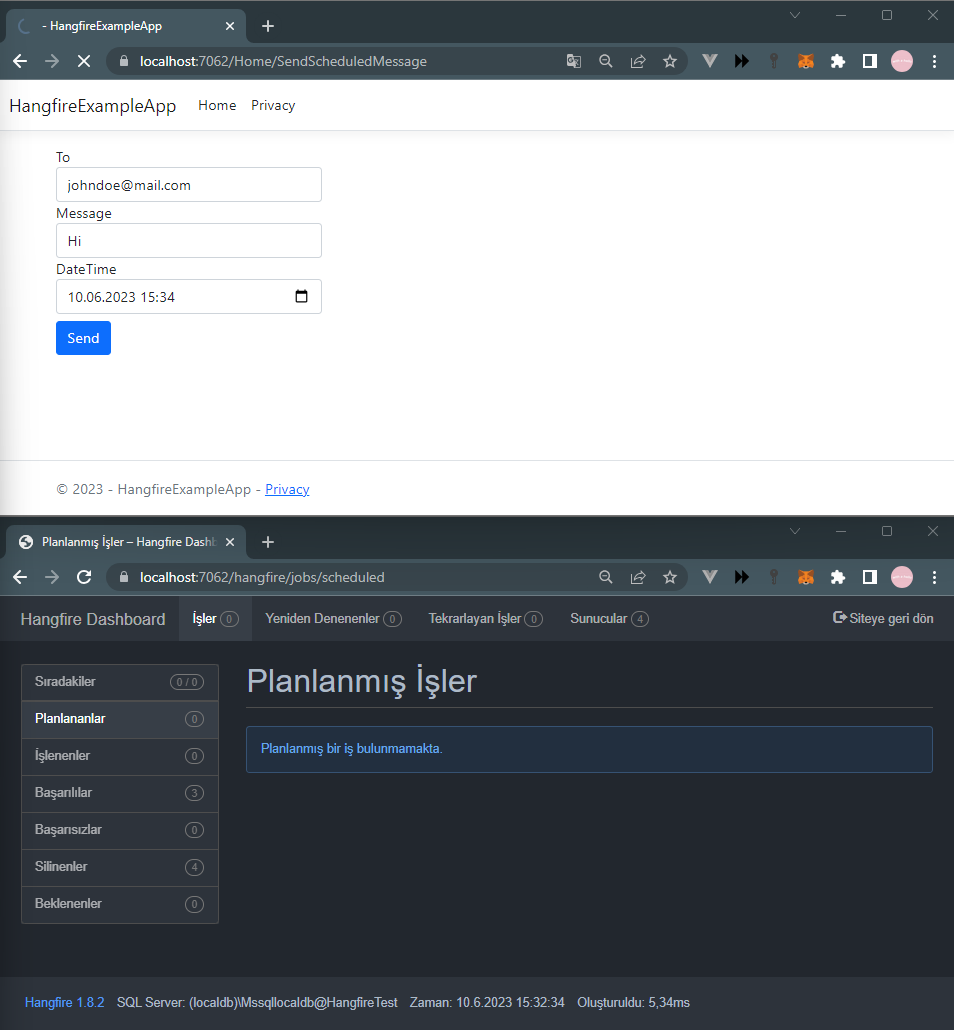 - HangfireExampleApp
localhost:7062/Home/SendScheduledMessage
HangfireExampleApp Home Privacy
To
johndoe@mail.com
Message
Hi
DateTime
10.06.2023 15:34
Send
© 2023 - HangfireExampleApp - Privacy
Planlanmış İşler – Hangfire Dashb
localhost:7062/hangfire/jobs/scheduled
Hangfire Dashboard İşler 0 Yeniden Denenenler 0 Tekrarlayan İşler 0 Sunucular 4 Siteye geri dön
Sıradakiler 0 / 0
Planlananlar 0
İşlenenler 0
Başarılılar 3
Başarısızlar 0
Silinenler 4
Beklenenler 0
Planlanmış İşler
Planlanmış bir iş bulunmamakta.
Hangfire 1.8.2 SQL Server: (localdb)\Mssqllocaldb@HangfireTest Zaman: 10.6.2023 15:32:34 Oluşturuldu: 5,34ms